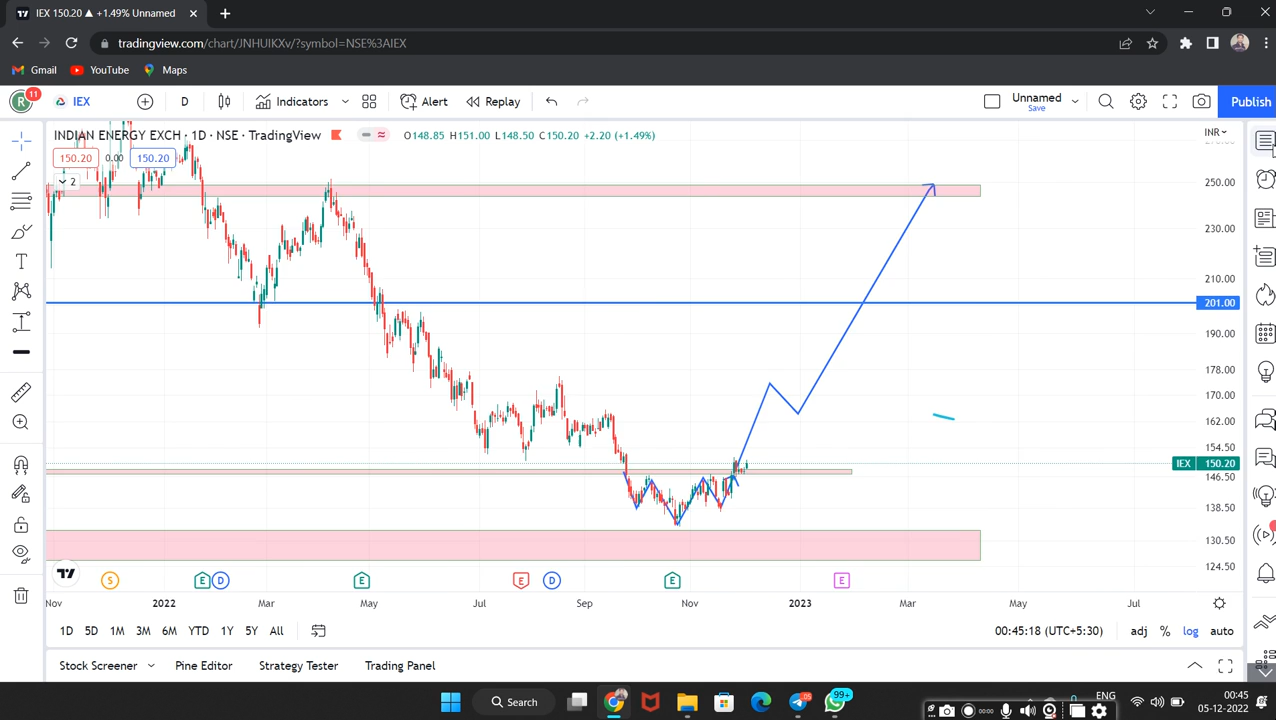 IEX 150.20 ▲ +1.49% Unnamed
tradingview.com/chart/JNHUIKXv/?symbol=NSE%3AIEX
Gmail YouTube Maps
R 11 IEX D Indicators Alert Replay Unnamed Save Publish
INDIAN ENERGY EXCH · 1D · NSE · TradingView O148.85 H151.00 L148.50 C150.20 +2.20 (+1.49%) INR
150.20 0.00 150.20
2
250.00
230.00
210.00
201.00
190.00
178.00
170.00
162.00
154.50
IEX 150.20
146.50
138.50
130.50
124.50
S E D E E D E E
Nov 2022 Mar May Jul Sep Nov 2023 Mar May Jul
1D 5D 1M 3M 6M YTD 1Y 5Y All 00:45:18 (UTC+5:30) adj % log auto
Stock Screener Pine Editor Strategy Tester Trading Panel
Search 99+ ENG 00:45
05-12-2022